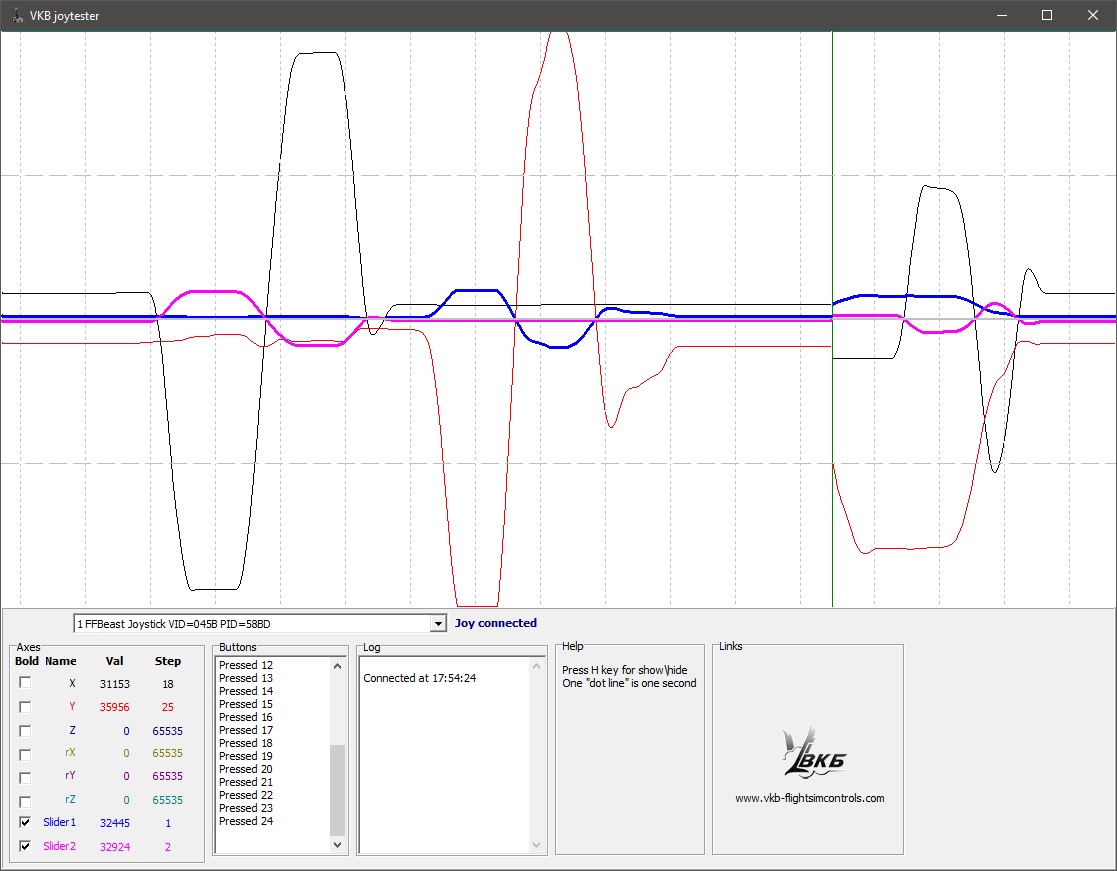 VKB joytester
1 FFBeast Joystick VID=045B PID=58BD
Joy connected
Axes
Bold Name Val Step
X 31153 18
Y 35956 25
Z 0 65535
rX 0 65535
rY 0 65535
rZ 0 65535
Slider1 32445 1
Slider2 32924 2
Buttons
Pressed 12
Pressed 13
Pressed 14
Pressed 15
Pressed 16
Pressed 17
Pressed 18
Pressed 19
Pressed 20
Pressed 21
Pressed 22
Pressed 23
Pressed 24
Log
Connected at 17:54:24
Help
Press H key for show\hide
One "dot line" is one second
Links
ВКБ
www.vkb-flightsimcontrols.com